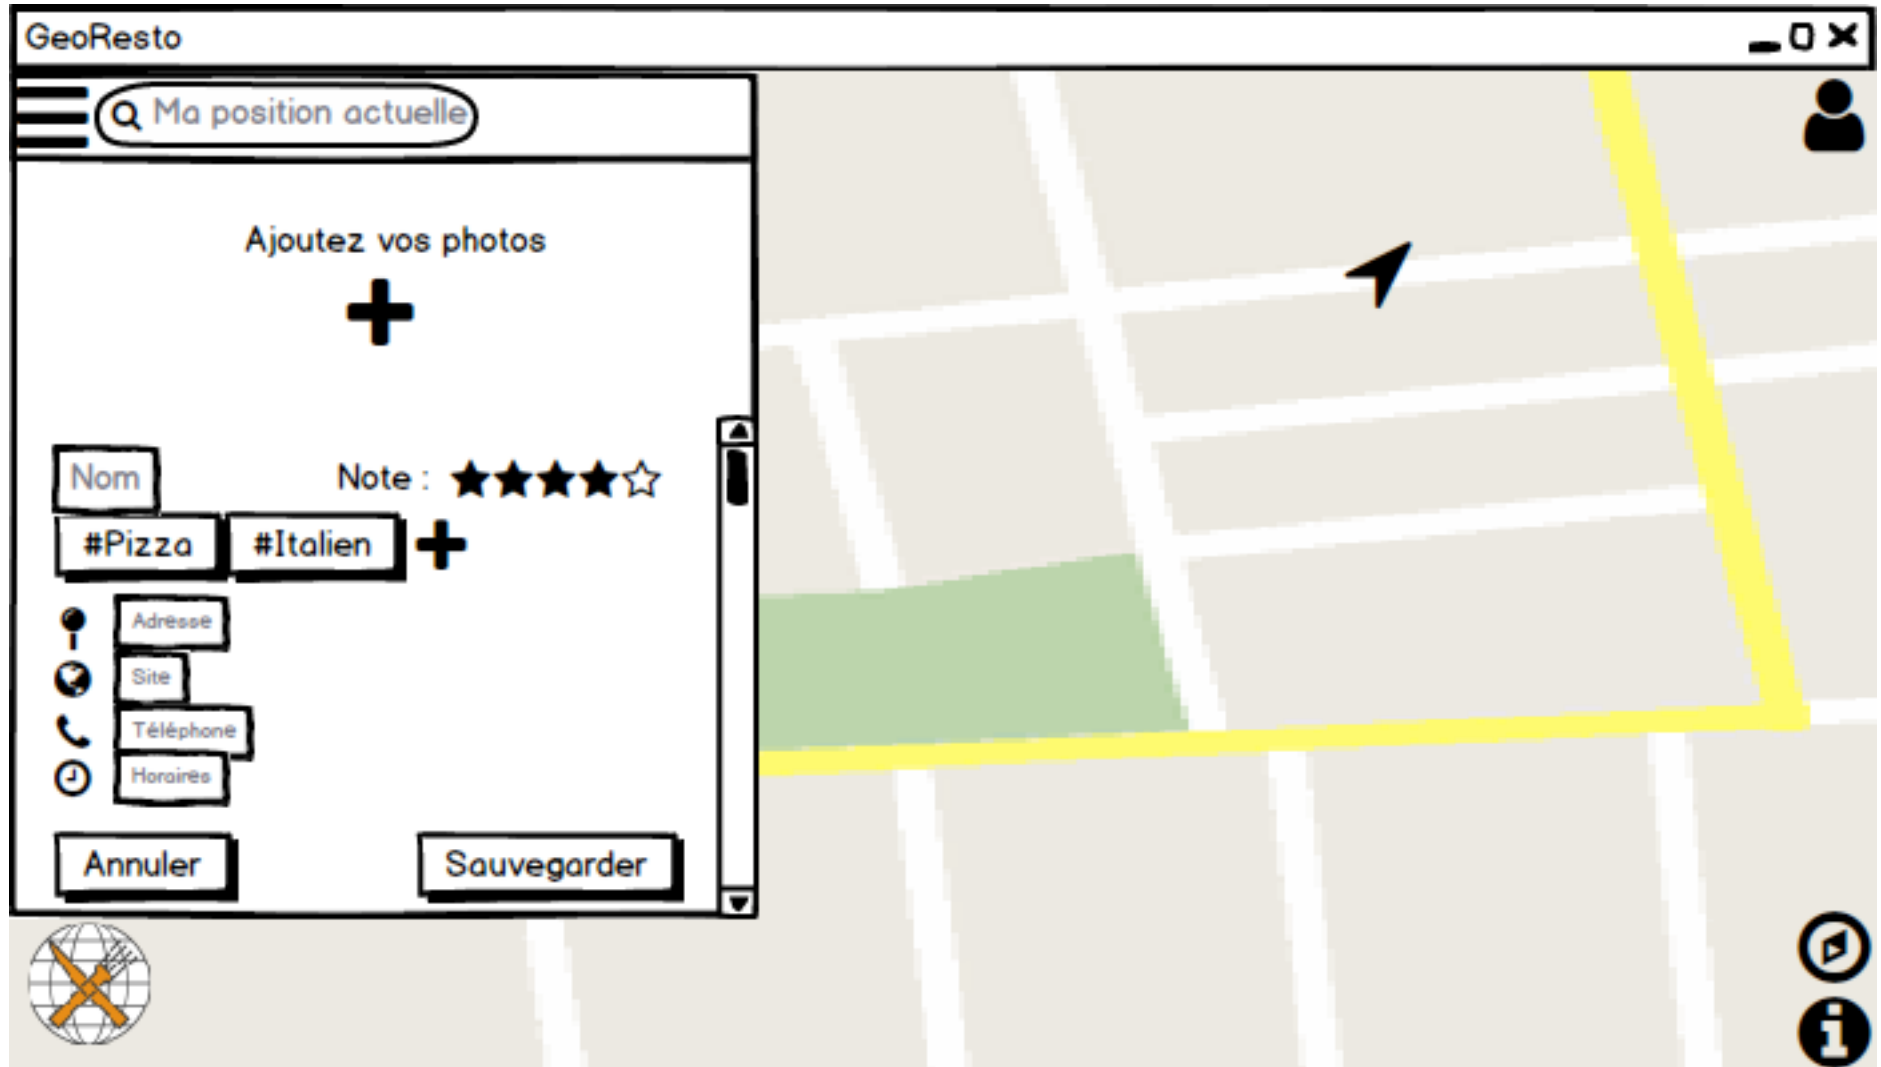 GeoResto
Ma position actuelle
Ajoutez vos photos
Nom
Note :
#Pizza #Italien
Adresse
Site
Téléphone
Horaires
Annuler
Sauvegarder